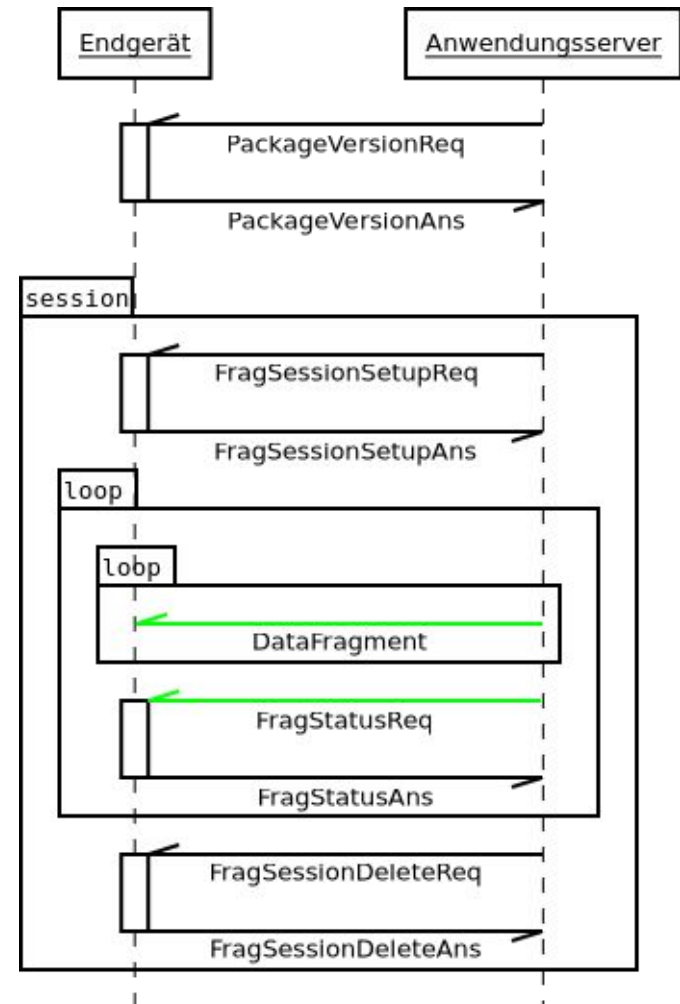 Endgerät
Anwendungsserver
PackageVersionReq
PackageVersionAns
session
FragSessionSetupReq
FragSessionSetupAns
loop
loop
DataFragment
FragStatusReq
FragStatusAns
FragSessionDeleteReq
FragSessionDeleteAns